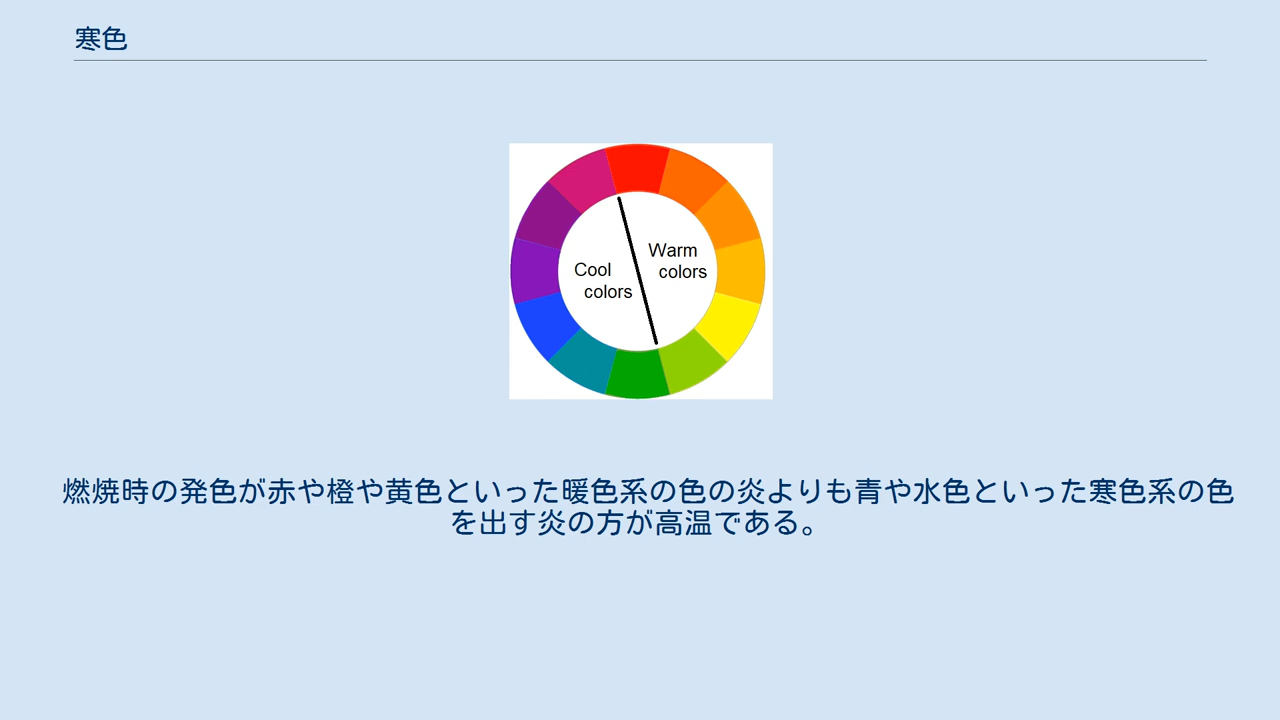 寒色
Warm
colors
Cool
colors
燃焼時の発色が赤や橙や黄色といった暖色系の色の炎よりも青や水色といった寒色系の色
を出す炎の方が高温である。